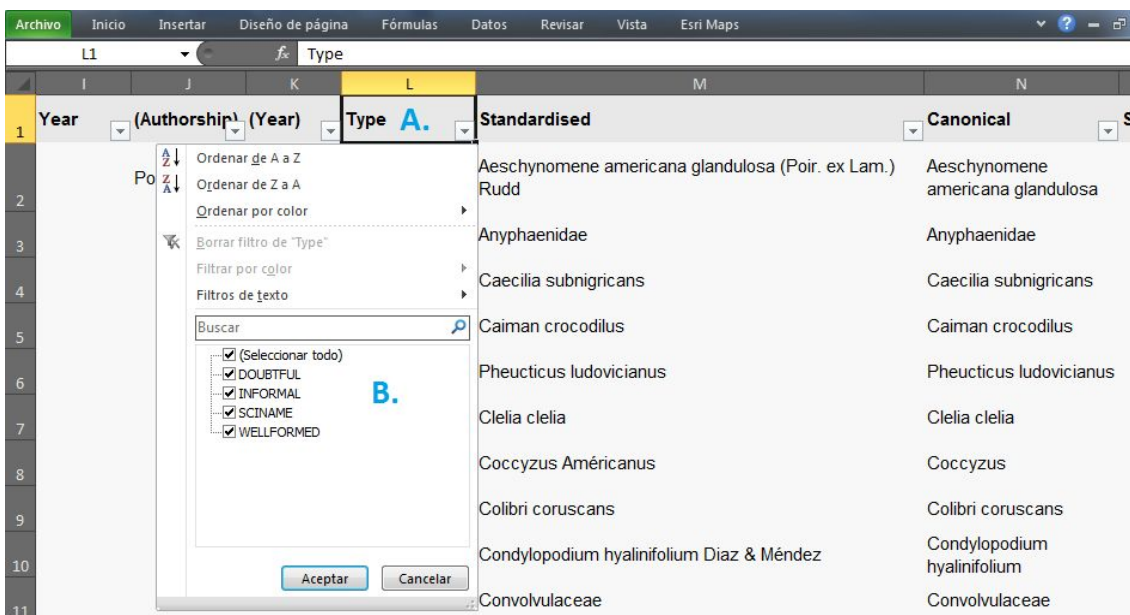 Archivo Inicio Insertar Diseño de página Fórmulas Datos Revisar Vista Esri Maps
L1 fx Type
I J K L M N
1 Year (Authorship) (Year) Type A. Standardised Canonical S
Ordenar de A a Z
Ordenar de Z a A
Ordenar por color
Borrar filtro de "Type"
Filtrar por color
Filtros de texto
Buscar
(Seleccionar todo)
DOUBTFUL
INFORMAL
SCINAME
WELLFORMED
B.
Aceptar Cancelar
2 Po Aeschynomene americana glandulosa (Poir. ex Lam.)
Rudd
Aeschynomene
americana glandulosa
3 Anyphaenidae Anyphaenidae
4 Caecilia subnigricans Caecilia subnigricans
5 Caiman crocodilus Caiman crocodilus
6 Pheucticus ludovicianus Pheucticus ludovicianus
7 Clelia clelia Clelia clelia
8 Coccyzus Américanus Coccyzus
9 Colibri coruscans Colibri coruscans
10 Condylopodium hyalinifolium Diaz & Méndez Condylopodium
hyalinifolium
11 Convolvulaceae Convolvulaceae